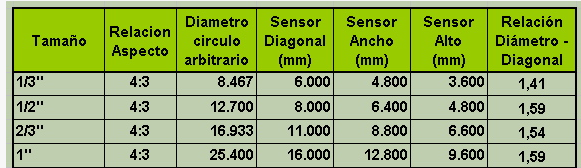 Tamaño Relacion Aspecto Diametro circulo arbitrario Sensor Diagonal (mm) Sensor Ancho (mm) Sensor Alto (mm) Relación Diámetro - Diagonal
1/3" 4:3 8.467 6.000 4.800 3.600 1,41
1/2" 4:3 12.700 8.000 6.400 4.800 1,59
2/3" 4:3 16.933 11.000 8.800 6.600 1,54
1" 4:3 25.400 16.000 12.800 9.600 1,59